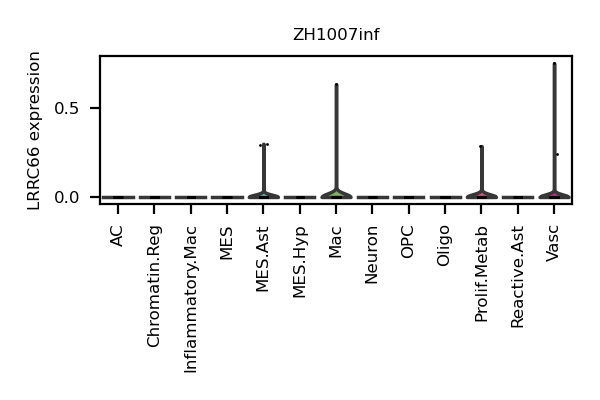 ZH1007inf
LRRC66 expression
0.5
0.0
AC
Chromatin.Reg
Inflammatory.Mac
MES
MES.Ast
MES.Hyp
Mac
Neuron
OPC
Oligo
Prolif.Metab
Reactive.Ast
Vasc